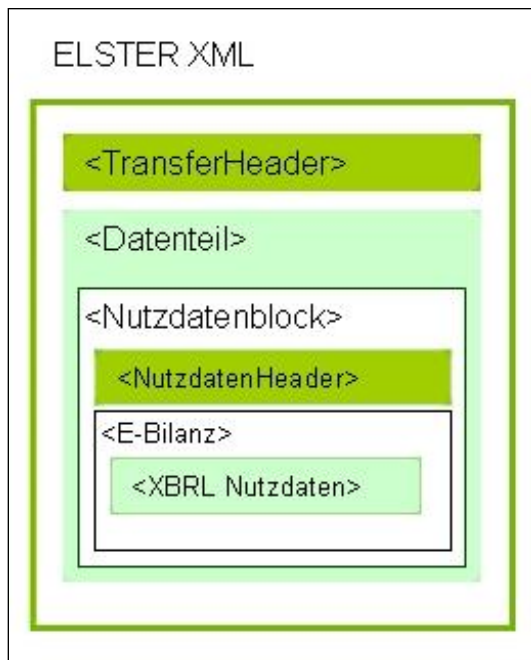 ELSTER XML
<TransferHeader>
<Datenteil>
<Nutzdatenblock>
<NutzdatenHeader>
<E-Bilanz>
<XBRL Nutzdaten>